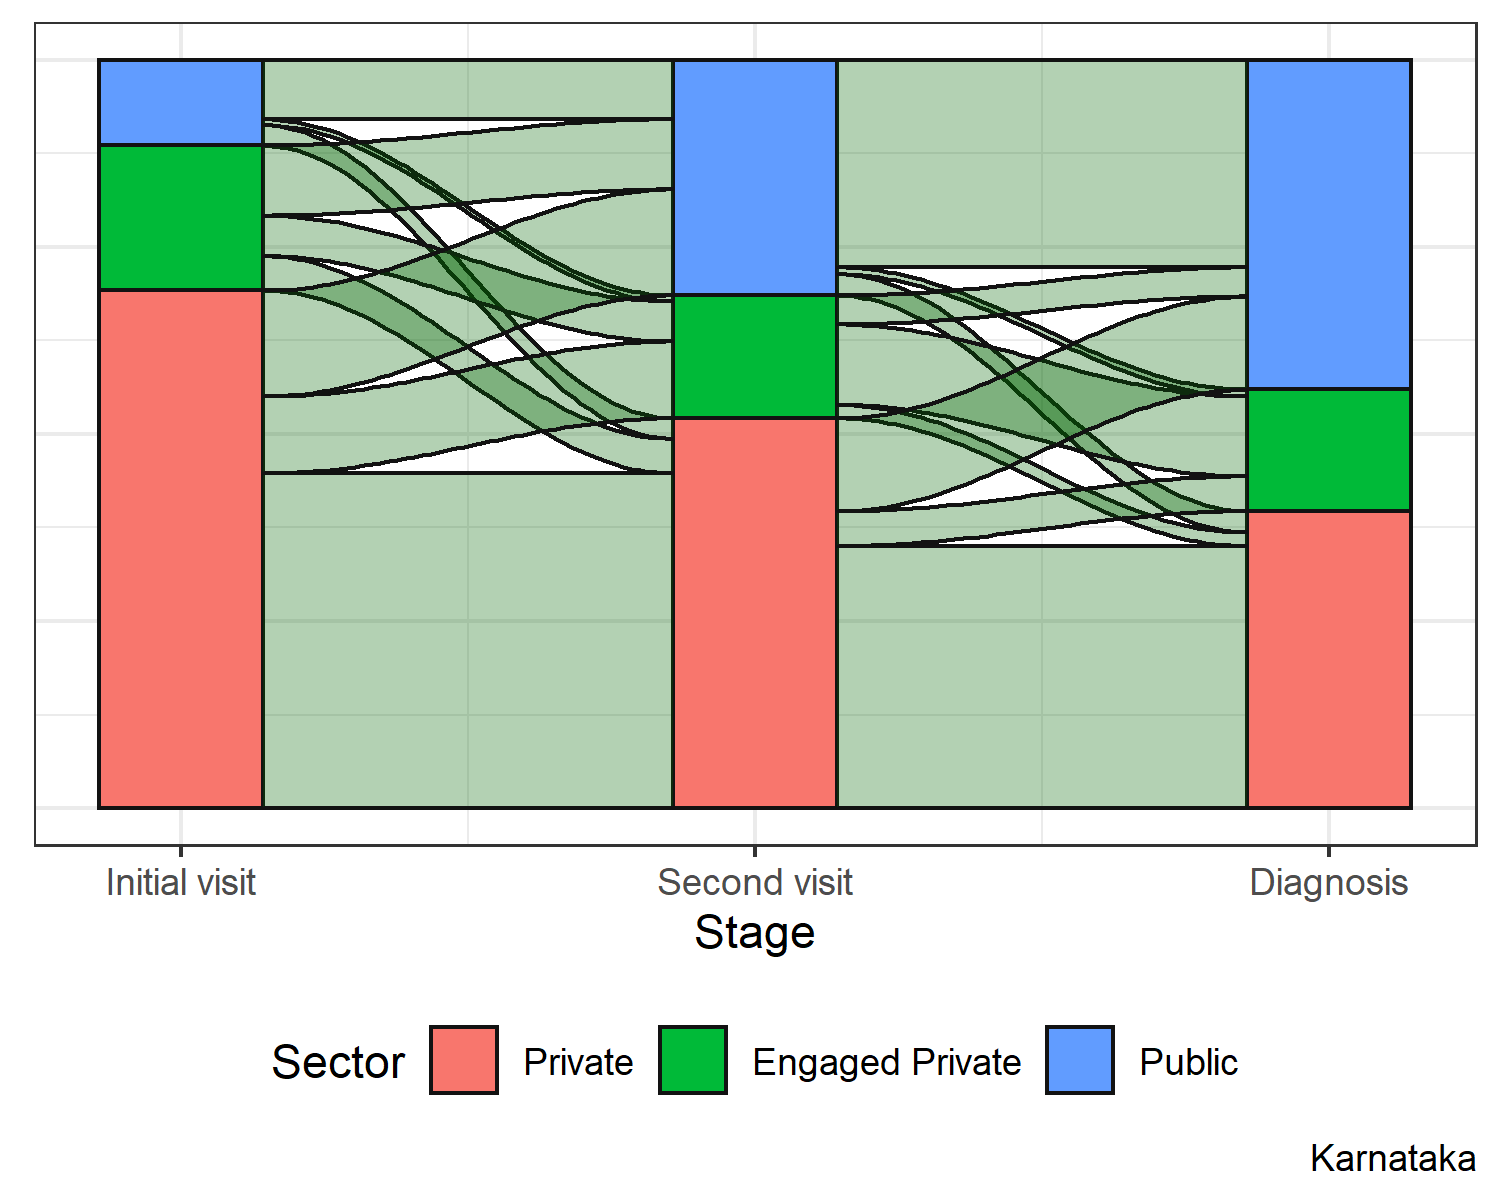 Initial visit Second visit Diagnosis
Stage
Sector Private Engaged Private Public
Karnataka